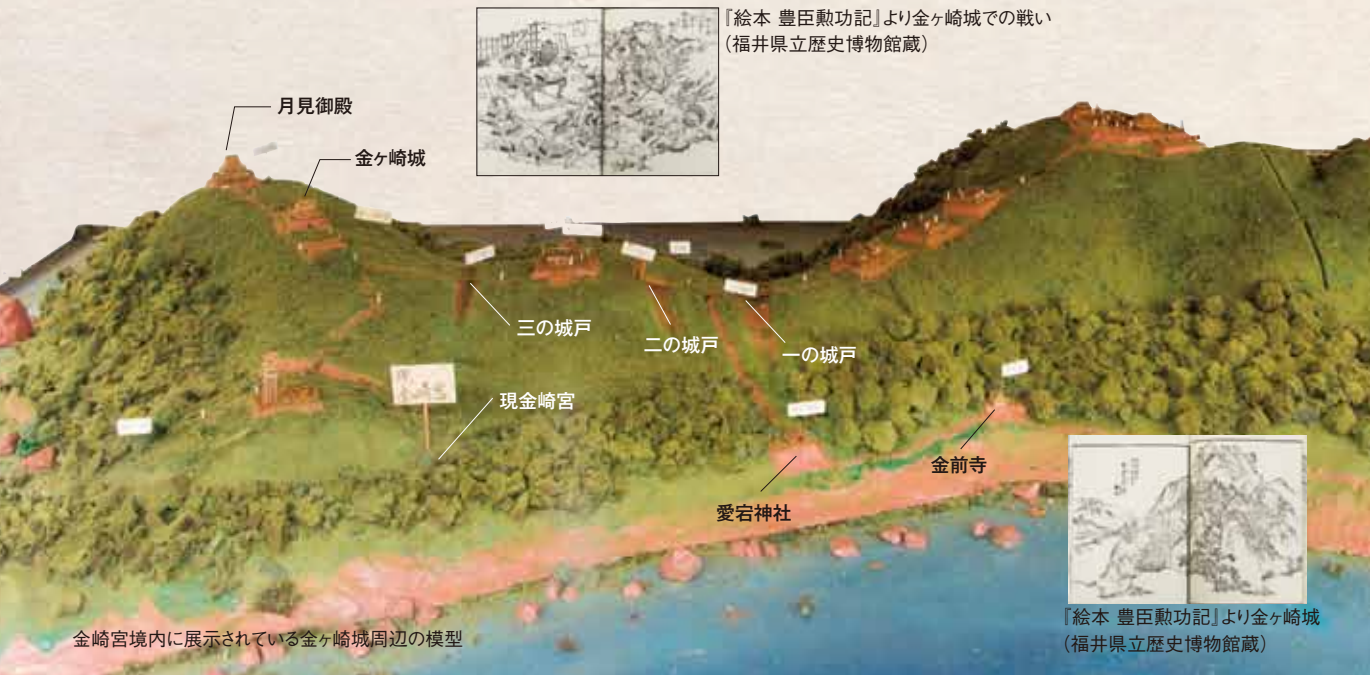 『絵本 豊臣勲功記』より金ヶ崎城での戦い
（福井県立歴史博物館蔵）
月見御殿
金ヶ崎城
三の城戸
二の城戸
一の城戸
現金崎宮
金前寺
愛宕神社
『絵本 豊臣勲功記』より金ヶ崎城
（福井県立歴史博物館蔵）
金崎宮境内に展示されている金ヶ崎城周辺の模型